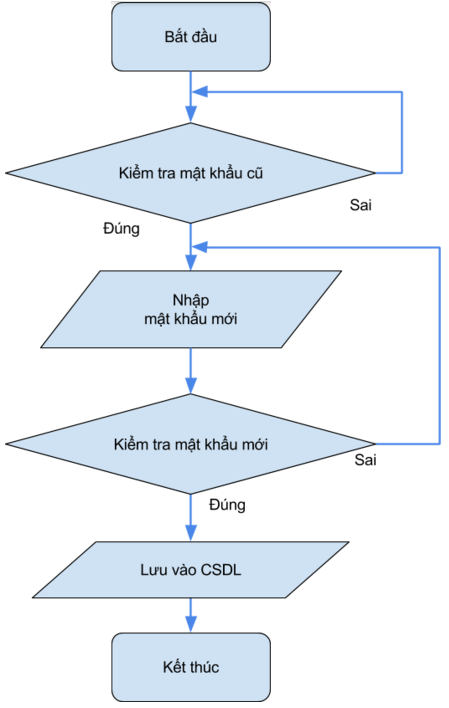 Bắt đầu
Kiểm tra mật khẩu cũ
Sai
Đúng
Nhập
mật khẩu mới
Kiểm tra mật khẩu mới
Sai
Đúng
Lưu vào CSDL
Kết thúc